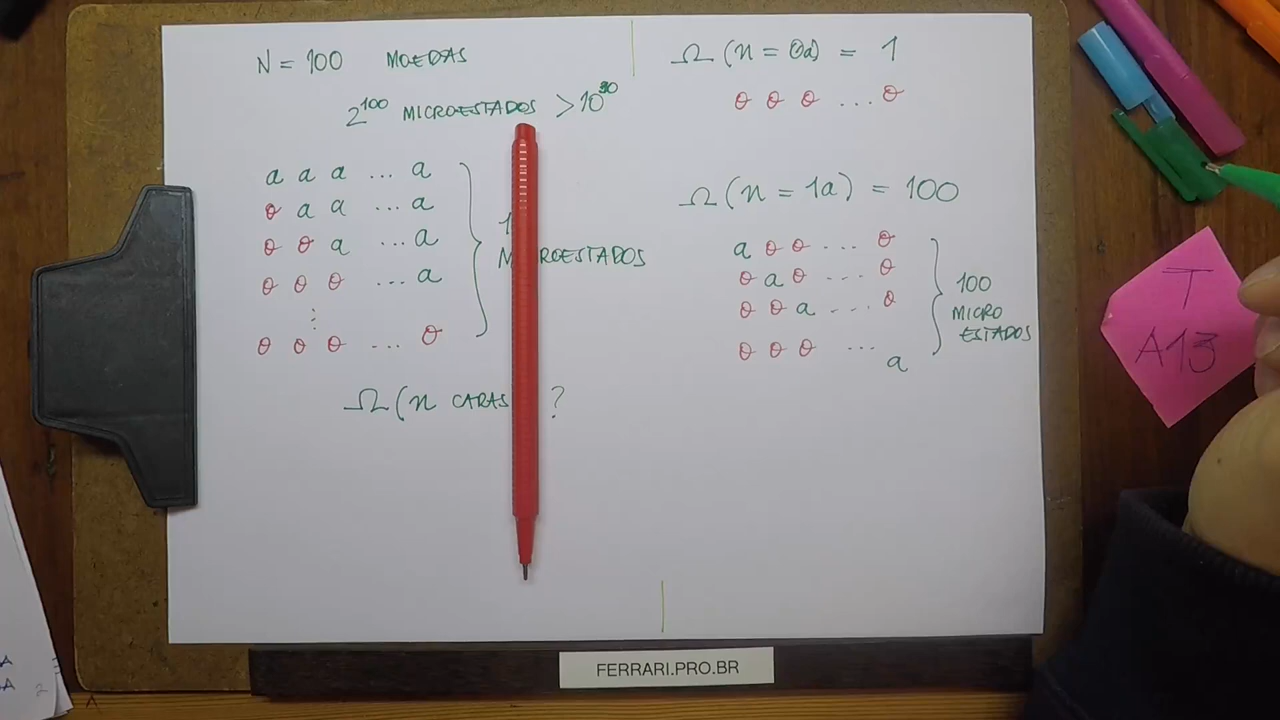 N = 100 MOEDAS
2^100 MICROESTADOS > 10^30
a a a ... a
o a a ... a
o o a ... a
o o o ... a
⋮
o o o ... o
Ω(n CARAS ?
Ω(n = 0a) = 1
o o o ... o
Ω(n = 1a) = 100
a o o ... o
o a o ... o
o o a ... o
o o o ... a
100
MICRO
ESTADOS
T
A13
FERRARI.PRO.BR